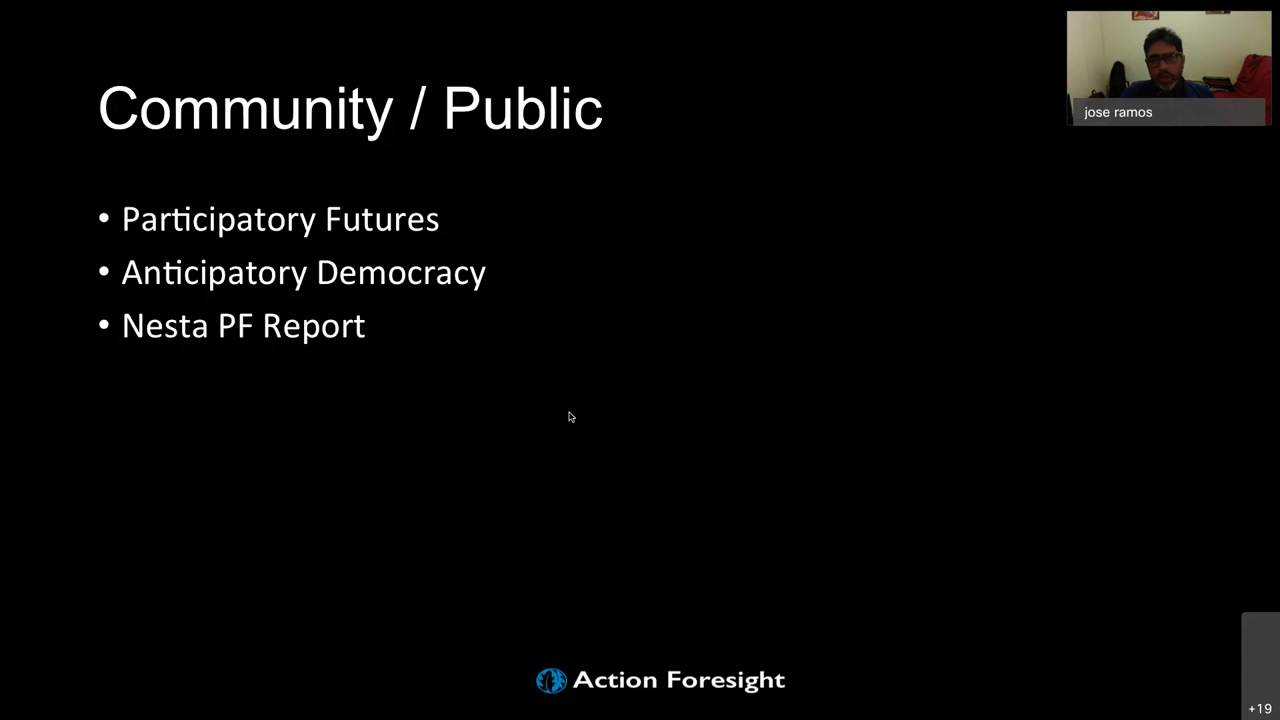 Community / Public
jose ramos
• Participatory Futures
• Anticipatory Democracy
• Nesta PF Report
Action Foresight
+19